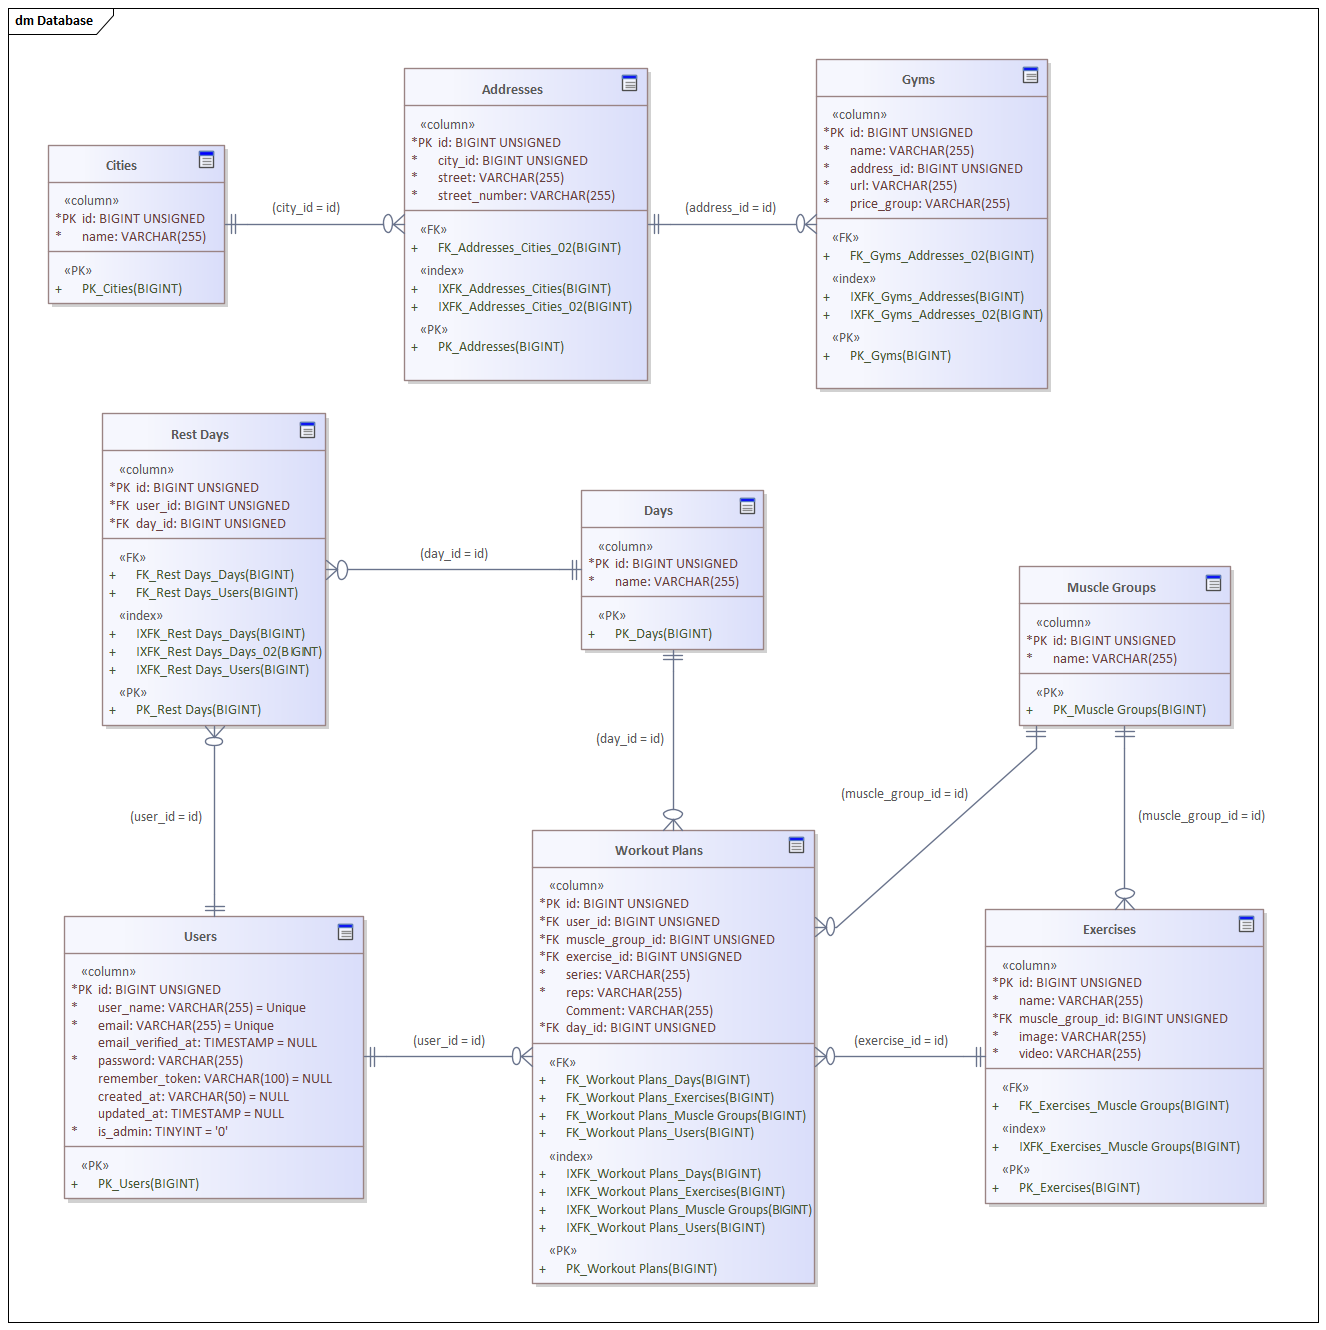 dm Database
Cities
«column»
*PK id: BIGINT UNSIGNED
* name: VARCHAR(255)
«PK»
+ PK_Cities(BIGINT)
(city_id = id)
Addresses
«column»
*PK id: BIGINT UNSIGNED
* city_id: BIGINT UNSIGNED
* street: VARCHAR(255)
* street_number: VARCHAR(255)
«FK»
+ FK_Addresses_Cities_02(BIGINT)
«index»
+ IXFK_Addresses_Cities(BIGINT)
+ IXFK_Addresses_Cities_02(BIGINT)
«PK»
+ PK_Addresses(BIGINT)
(address_id = id)
Gyms
«column»
*PK id: BIGINT UNSIGNED
* name: VARCHAR(255)
* address_id: BIGINT UNSIGNED
* url: VARCHAR(255)
* price_group: VARCHAR(255)
«FK»
+ FK_Gyms_Addresses_02(BIGINT)
«index»
+ IXFK_Gyms_Addresses(BIGINT)
+ IXFK_Gyms_Addresses_02(BIGINT)
«PK»
+ PK_Gyms(BIGINT)
Rest Days
«column»
*PK id: BIGINT UNSIGNED
*FK user_id: BIGINT UNSIGNED
*FK day_id: BIGINT UNSIGNED
«FK»
+ FK_Rest Days_Days(BIGINT)
+ FK_Rest Days_Users(BIGINT)
«index»
+ IXFK_Rest Days_Days(BIGINT)
+ IXFK_Rest Days_Days_02(BIGINT)
+ IXFK_Rest Days_Users(BIGINT)
«PK»
+ PK_Rest Days(BIGINT)
(day_id = id)
Days
«column»
*PK id: BIGINT UNSIGNED
* name: VARCHAR(255)
«PK»
+ PK_Days(BIGINT)
Muscle Groups
«column»
*PK id: BIGINT UNSIGNED
* name: VARCHAR(255)
«PK»
+ PK_Muscle Groups(BIGINT)
(day_id = id)
(muscle_group_id = id)
(muscle_group_id = id)
(user_id = id)
Users
«column»
*PK id: BIGINT UNSIGNED
* user_name: VARCHAR(255) = Unique
* email: VARCHAR(255) = Unique
email_verified_at: TIMESTAMP = NULL
* password: VARCHAR(255)
remember_token: VARCHAR(100) = NULL
created_at: VARCHAR(50) = NULL
updated_at: TIMESTAMP = NULL
* is_admin: TINYINT = '0'
«PK»
+ PK_Users(BIGINT)
(user_id = id)
Workout Plans
«column»
*PK id: BIGINT UNSIGNED
*FK user_id: BIGINT UNSIGNED
*FK muscle_group_id: BIGINT UNSIGNED
*FK exercise_id: BIGINT UNSIGNED
* series: VARCHAR(255)
* reps: VARCHAR(255)
Comment: VARCHAR(255)
*FK day_id: BIGINT UNSIGNED
«FK»
+ FK_Workout Plans_Days(BIGINT)
+ FK_Workout Plans_Exercises(BIGINT)
+ FK_Workout Plans_Muscle Groups(BIGINT)
+ FK_Workout Plans_Users(BIGINT)
«index»
+ IXFK_Workout Plans_Days(BIGINT)
+ IXFK_Workout Plans_Exercises(BIGINT)
+ IXFK_Workout Plans_Muscle Groups(BIGINT)
+ IXFK_Workout Plans_Users(BIGINT)
«PK»
+ PK_Workout Plans(BIGINT)
(exercise_id = id)
Exercises
«column»
*PK id: BIGINT UNSIGNED
* name: VARCHAR(255)
*FK muscle_group_id: BIGINT UNSIGNED
* image: VARCHAR(255)
* video: VARCHAR(255)
«FK»
+ FK_Exercises_Muscle Groups(BIGINT)
«index»
+ IXFK_Exercises_Muscle Groups(BIGINT)
«PK»
+ PK_Exercises(BIGINT)